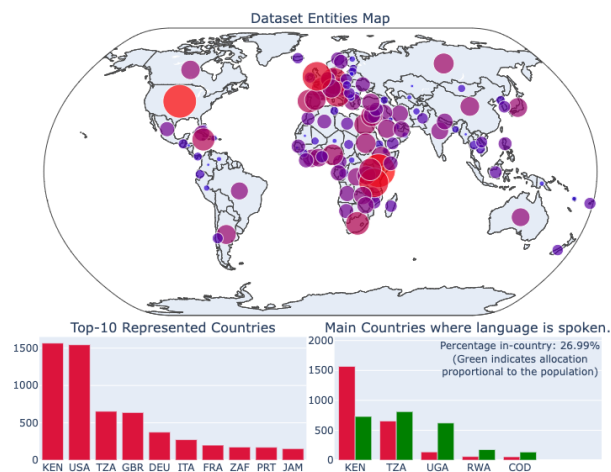 Dataset Entities Map
Top-10 Represented Countries
1500
1000
500
0
KEN USA TZA GBR DEU ITA FRA ZAF PRT JAM
Main Countries where language is spoken.
Percentage in-country: 26.99%
(Green indicates allocation
proportional to the population)
2000
1500
1000
500
0
KEN TZA UGA RWA COD